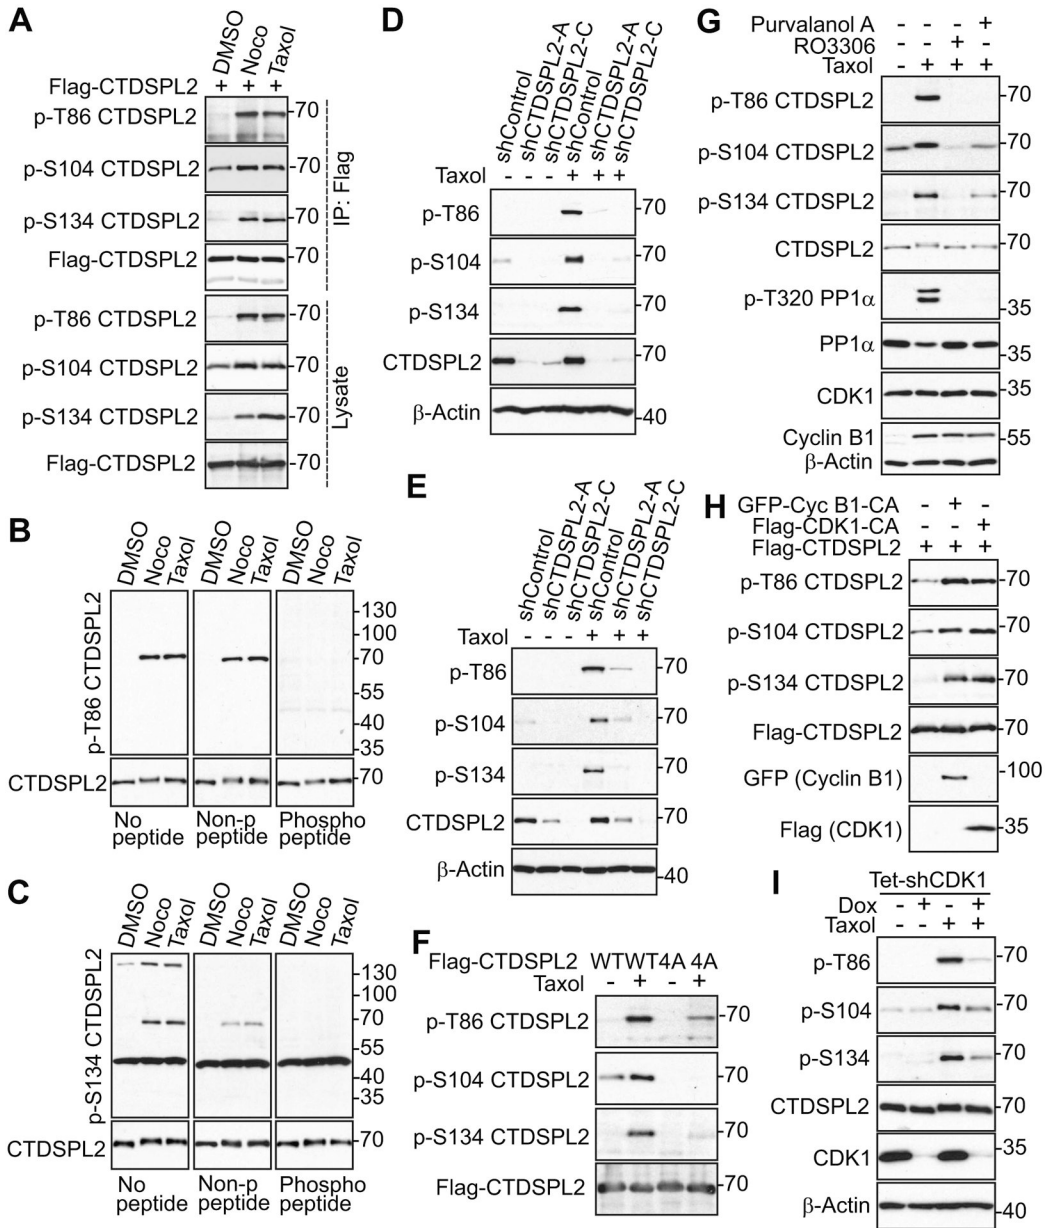 A
DMSO
Noco
Taxol
Flag-CTDSPL2 + + +
p-T86 CTDSPL2 -70
p-S104 CTDSPL2 -70
p-S134 CTDSPL2 -70
Flag-CTDSPL2
IP: Flag
p-T86 CTDSPL2 -70
p-S104 CTDSPL2 -70
p-S134 CTDSPL2 -70
Flag-CTDSPL2 -70
Lysate
B
DMSO
Noco
Taxol
DMSO
Noco
Taxol
DMSO
Noco
Taxol
p-T86 CTDSPL2
130
100
70
55
40
35
CTDSPL2 70
No peptide
Non-p peptide
Phospho peptide
C
DMSO
Noco
Taxol
DMSO
Noco
Taxol
DMSO
Noco
Taxol
p-S134 CTDSPL2
130
100
70
55
40
35
CTDSPL2 70
No peptide
Non-p peptide
Phospho peptide
D
shControl
shCTDSPL2-A
shCTDSPL2-C
shControl
shCTDSPL2-A
shCTDSPL2-C
Taxol - - - + + +
p-T86 -70
p-S104 -70
p-S134 -70
CTDSPL2 -70
β-Actin -40
E
shControl
shCTDSPL2-A
shCTDSPL2-C
shControl
shCTDSPL2-A
shCTDSPL2-C
Taxol - - - + + +
p-T86 -70
p-S104 -70
p-S134 -70
CTDSPL2 -70
β-Actin -40
F
Flag-CTDSPL2 WT WT 4A 4A
Taxol - + - +
p-T86 CTDSPL2 -70
p-S104 CTDSPL2 -70
p-S134 CTDSPL2 -70
Flag-CTDSPL2 -70
G
Purvalanol A - - - +
RO3306 - - + -
Taxol - + + +
p-T86 CTDSPL2 -70
p-S104 CTDSPL2 -70
p-S134 CTDSPL2 -70
CTDSPL2 -70
p-T320 PP1α -35
PP1α -35
CDK1 -35
Cyclin B1 -55
β-Actin
H
GFP-Cyc B1-CA - + -
Flag-CDK1-CA - - +
Flag-CTDSPL2 + + +
p-T86 CTDSPL2 -70
p-S104 CTDSPL2 -70
p-S134 CTDSPL2 -70
Flag-CTDSPL2 -70
GFP (Cyclin B1) -100
Flag (CDK1) -35
I
Tet-shCDK1
Dox - + - +
Taxol - - + +
p-T86 -70
p-S104 -70
p-S134 -70
CTDSPL2 -70
CDK1 -35
β-Actin -40